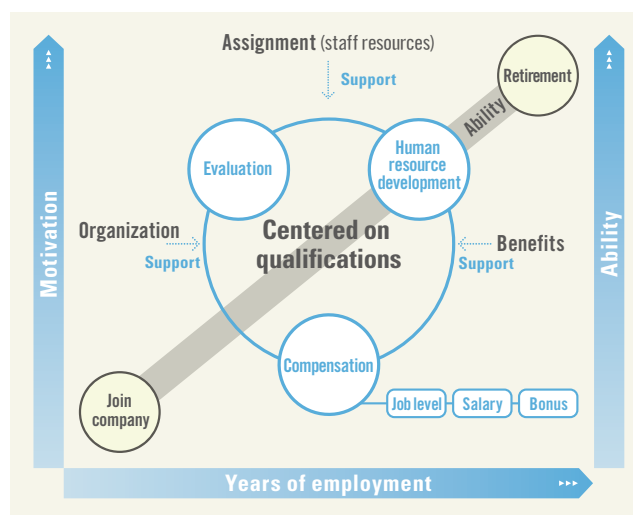 Assignment (staff resources)
Support
Retirement
Ability
Evaluation
Human
resource
development
Motivation
Organization
Support
Centered on
qualifications
Benefits
Support
Ability
Compensation
Join
company
Job level
Salary
Bonus
Years of employment